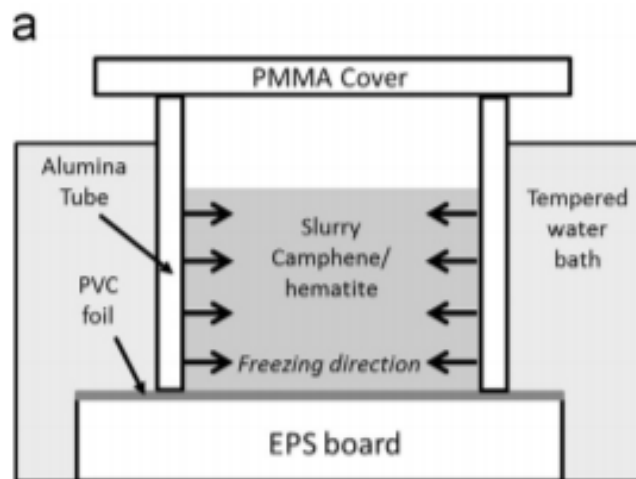 a
PMMA Cover
Alumina
Tube
PVC
foil
Slurry
Camphene/
hematite
Freezing direction
Tempered
water
bath
EPS board